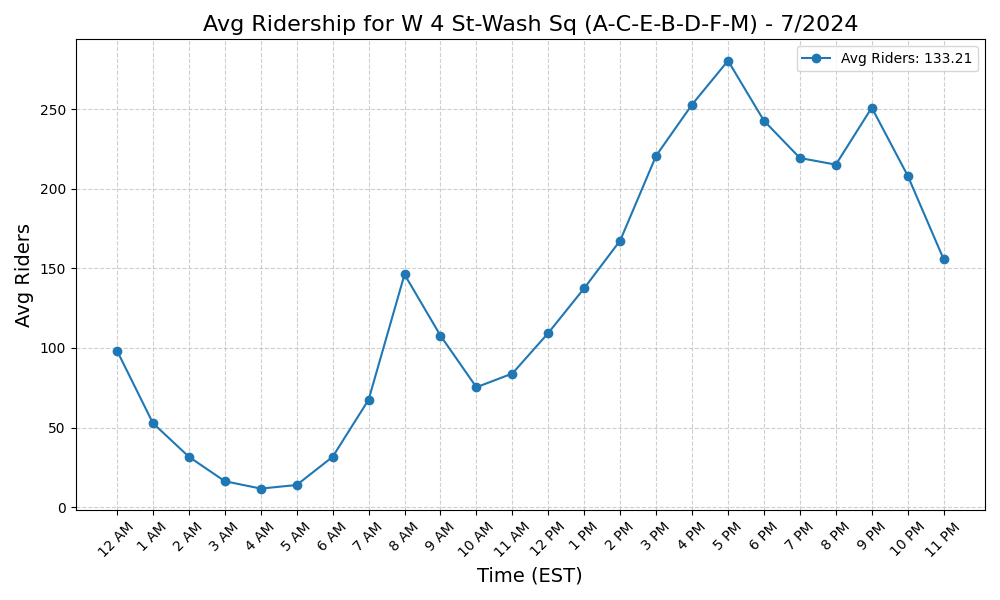 Avg Ridership for W 4 St-Wash Sq (A-C-E-B-D-F-M) - 7/2024
Avg Riders: 133.21
Avg Riders
250
200
150
100
50
0
12 AM
1 AM
2 AM
3 AM
4 AM
5 AM
6 AM
7 AM
8 AM
9 AM
10 AM
11 AM
12 PM
1 PM
2 PM
3 PM
4 PM
5 PM
6 PM
7 PM
8 PM
9 PM
10 PM
11 PM
Time (EST)